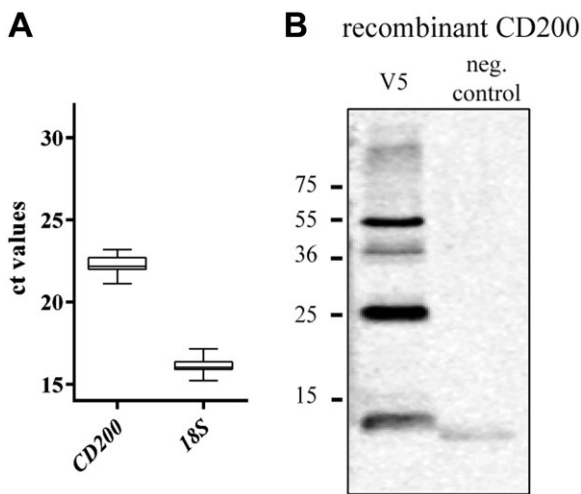 A
ct values
30
25
20
15
CD200
18S
B
recombinant CD200
V5
neg.
control
75
55
36
25
15